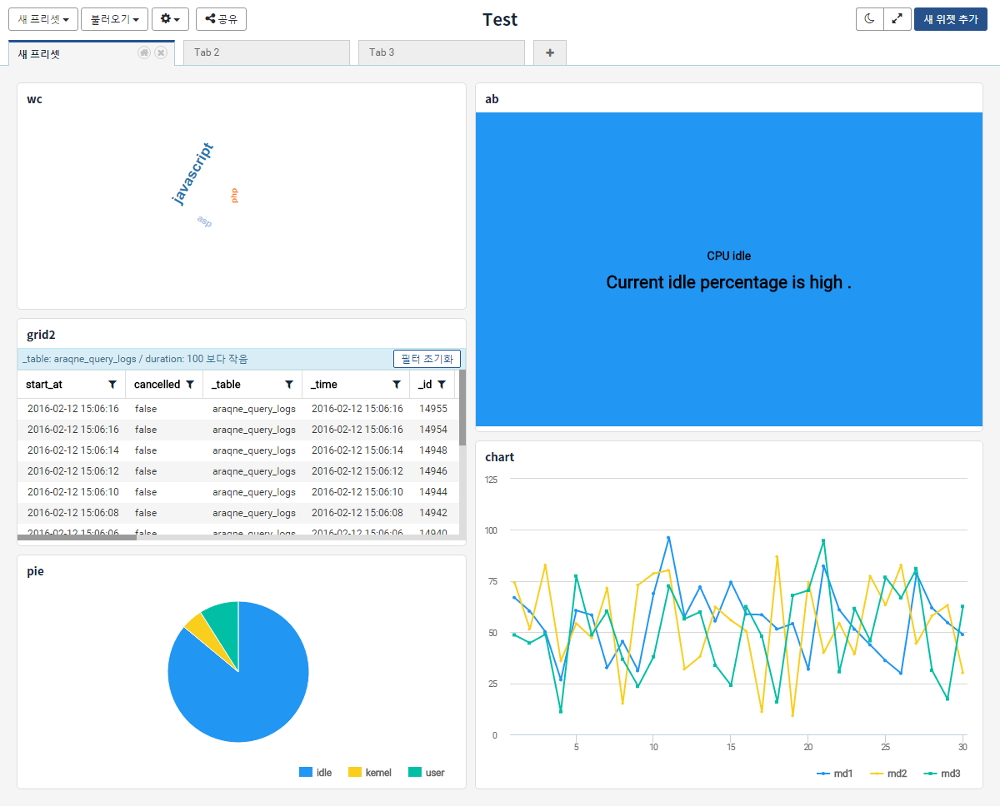 새 프리셋 불러오기 공유 Test 새 위젯 추가
새 프리셋 Tab 2 Tab 3
wc
javascript
php
asp
grid2
_table: araqne_query_logs / duration: 100 보다 작음 필터 초기화
start_at cancelled _table _time _id
2016-02-12 15:06:16 false araqne_query_logs 2016-02-12 15:06:16 14955
2016-02-12 15:06:16 false araqne_query_logs 2016-02-12 15:06:16 14954
2016-02-12 15:06:14 false araqne_query_logs 2016-02-12 15:06:14 14948
2016-02-12 15:06:12 false araqne_query_logs 2016-02-12 15:06:12 14946
2016-02-12 15:06:10 false araqne_query_logs 2016-02-12 15:06:10 14944
2016-02-12 15:06:08 false araqne_query_logs 2016-02-12 15:06:08 14942
2016-02-12 15:06:06 false araqne_query_logs 2016-02-12 15:06:06 14940
pie
idle kernel user
ab
CPU idle
Current idle percentage is high .
chart
125
100
75
50
25
0
5 10 15 20 25 30
rnd1 rnd2 rnd3